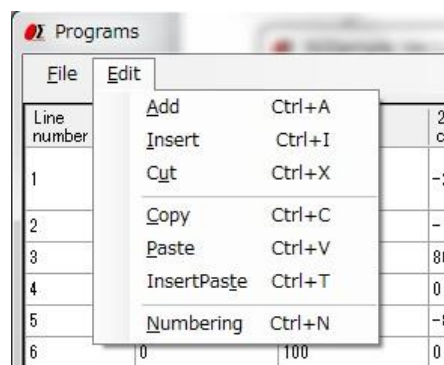 Programs
File Edit
Add Ctrl+A
Insert Ctrl+I
Cut Ctrl+X
Copy Ctrl+C
Paste Ctrl+V
InsertPaste Ctrl+T
Numbering Ctrl+N
Line
number
1
2
3
4 0
5
6 0 100 0